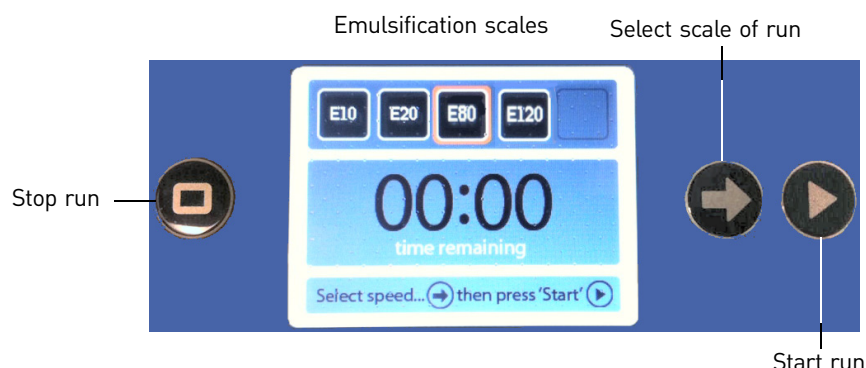 Emulsification scales
Select scale of run
E10 E20 E80 E120
Stop run
00:00
time remaining
Select speed... then press 'Start'
Start run